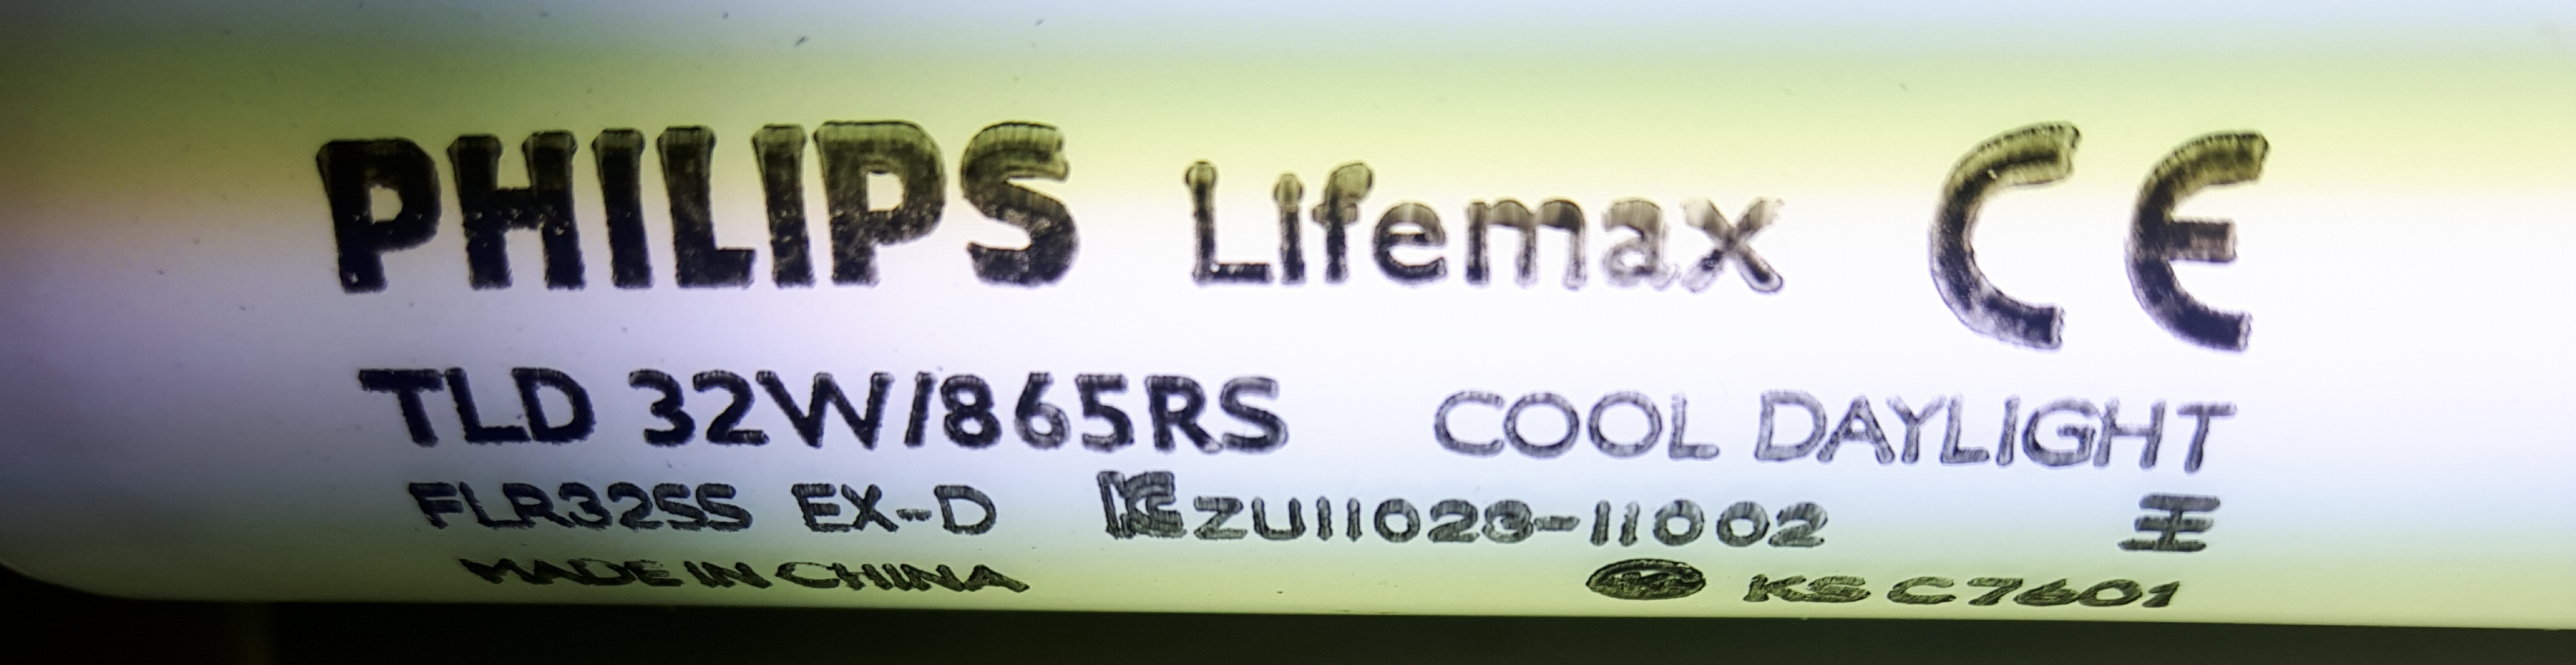 PHILIPS Lifemax CE
TLD 32W/865RS COOL DAYLIGHT
FLR32SS EX-D ZU11028-11002
MADE IN CHINA KS C7601